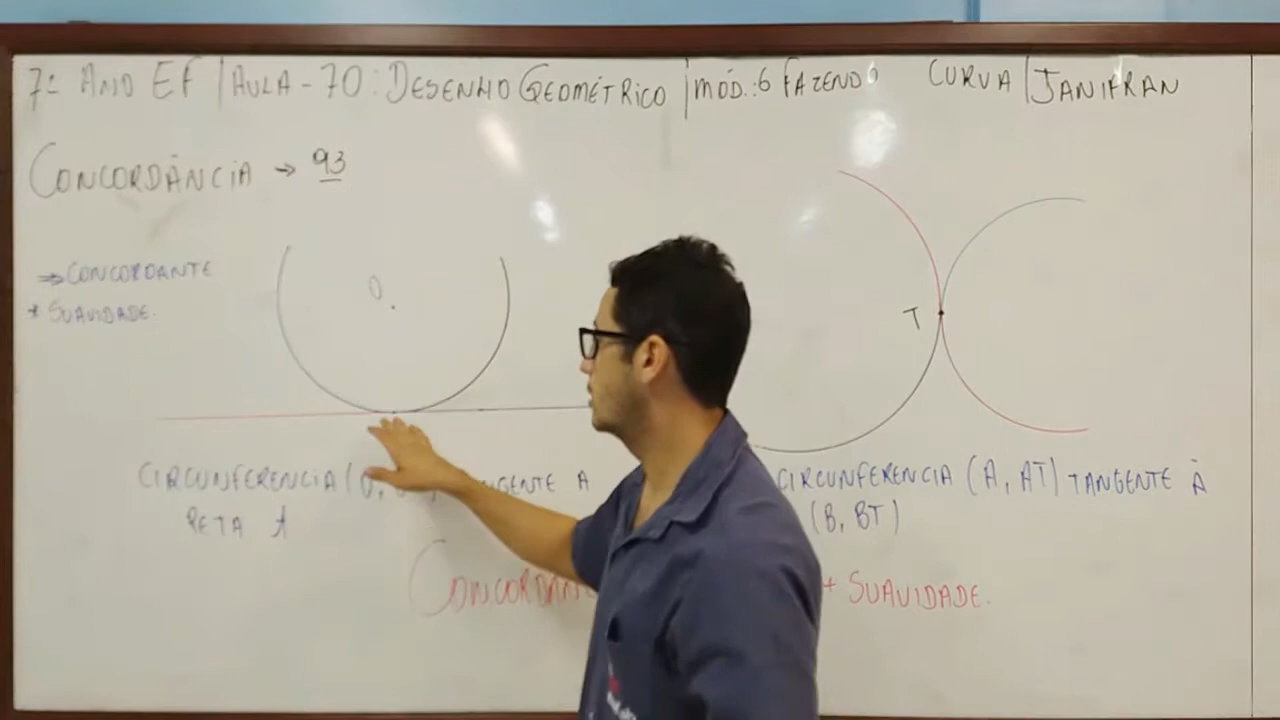 7º ANO EF | AULA - 70 : DESENHO GEOMÉTRICO | MÓD.:6 FAZENDO CURVA | JANIFRAN
CONCORDÂNCIA → 93
⇒ CONCORDANTE
* SUAVIDADE.
O
T
CIRCUNFERENCIA (O, TANGENTE A
RETA t
CIRCUNFERENCIA (A, AT) TANGENTE À
(B, BT)
+ SUAVIDADE.